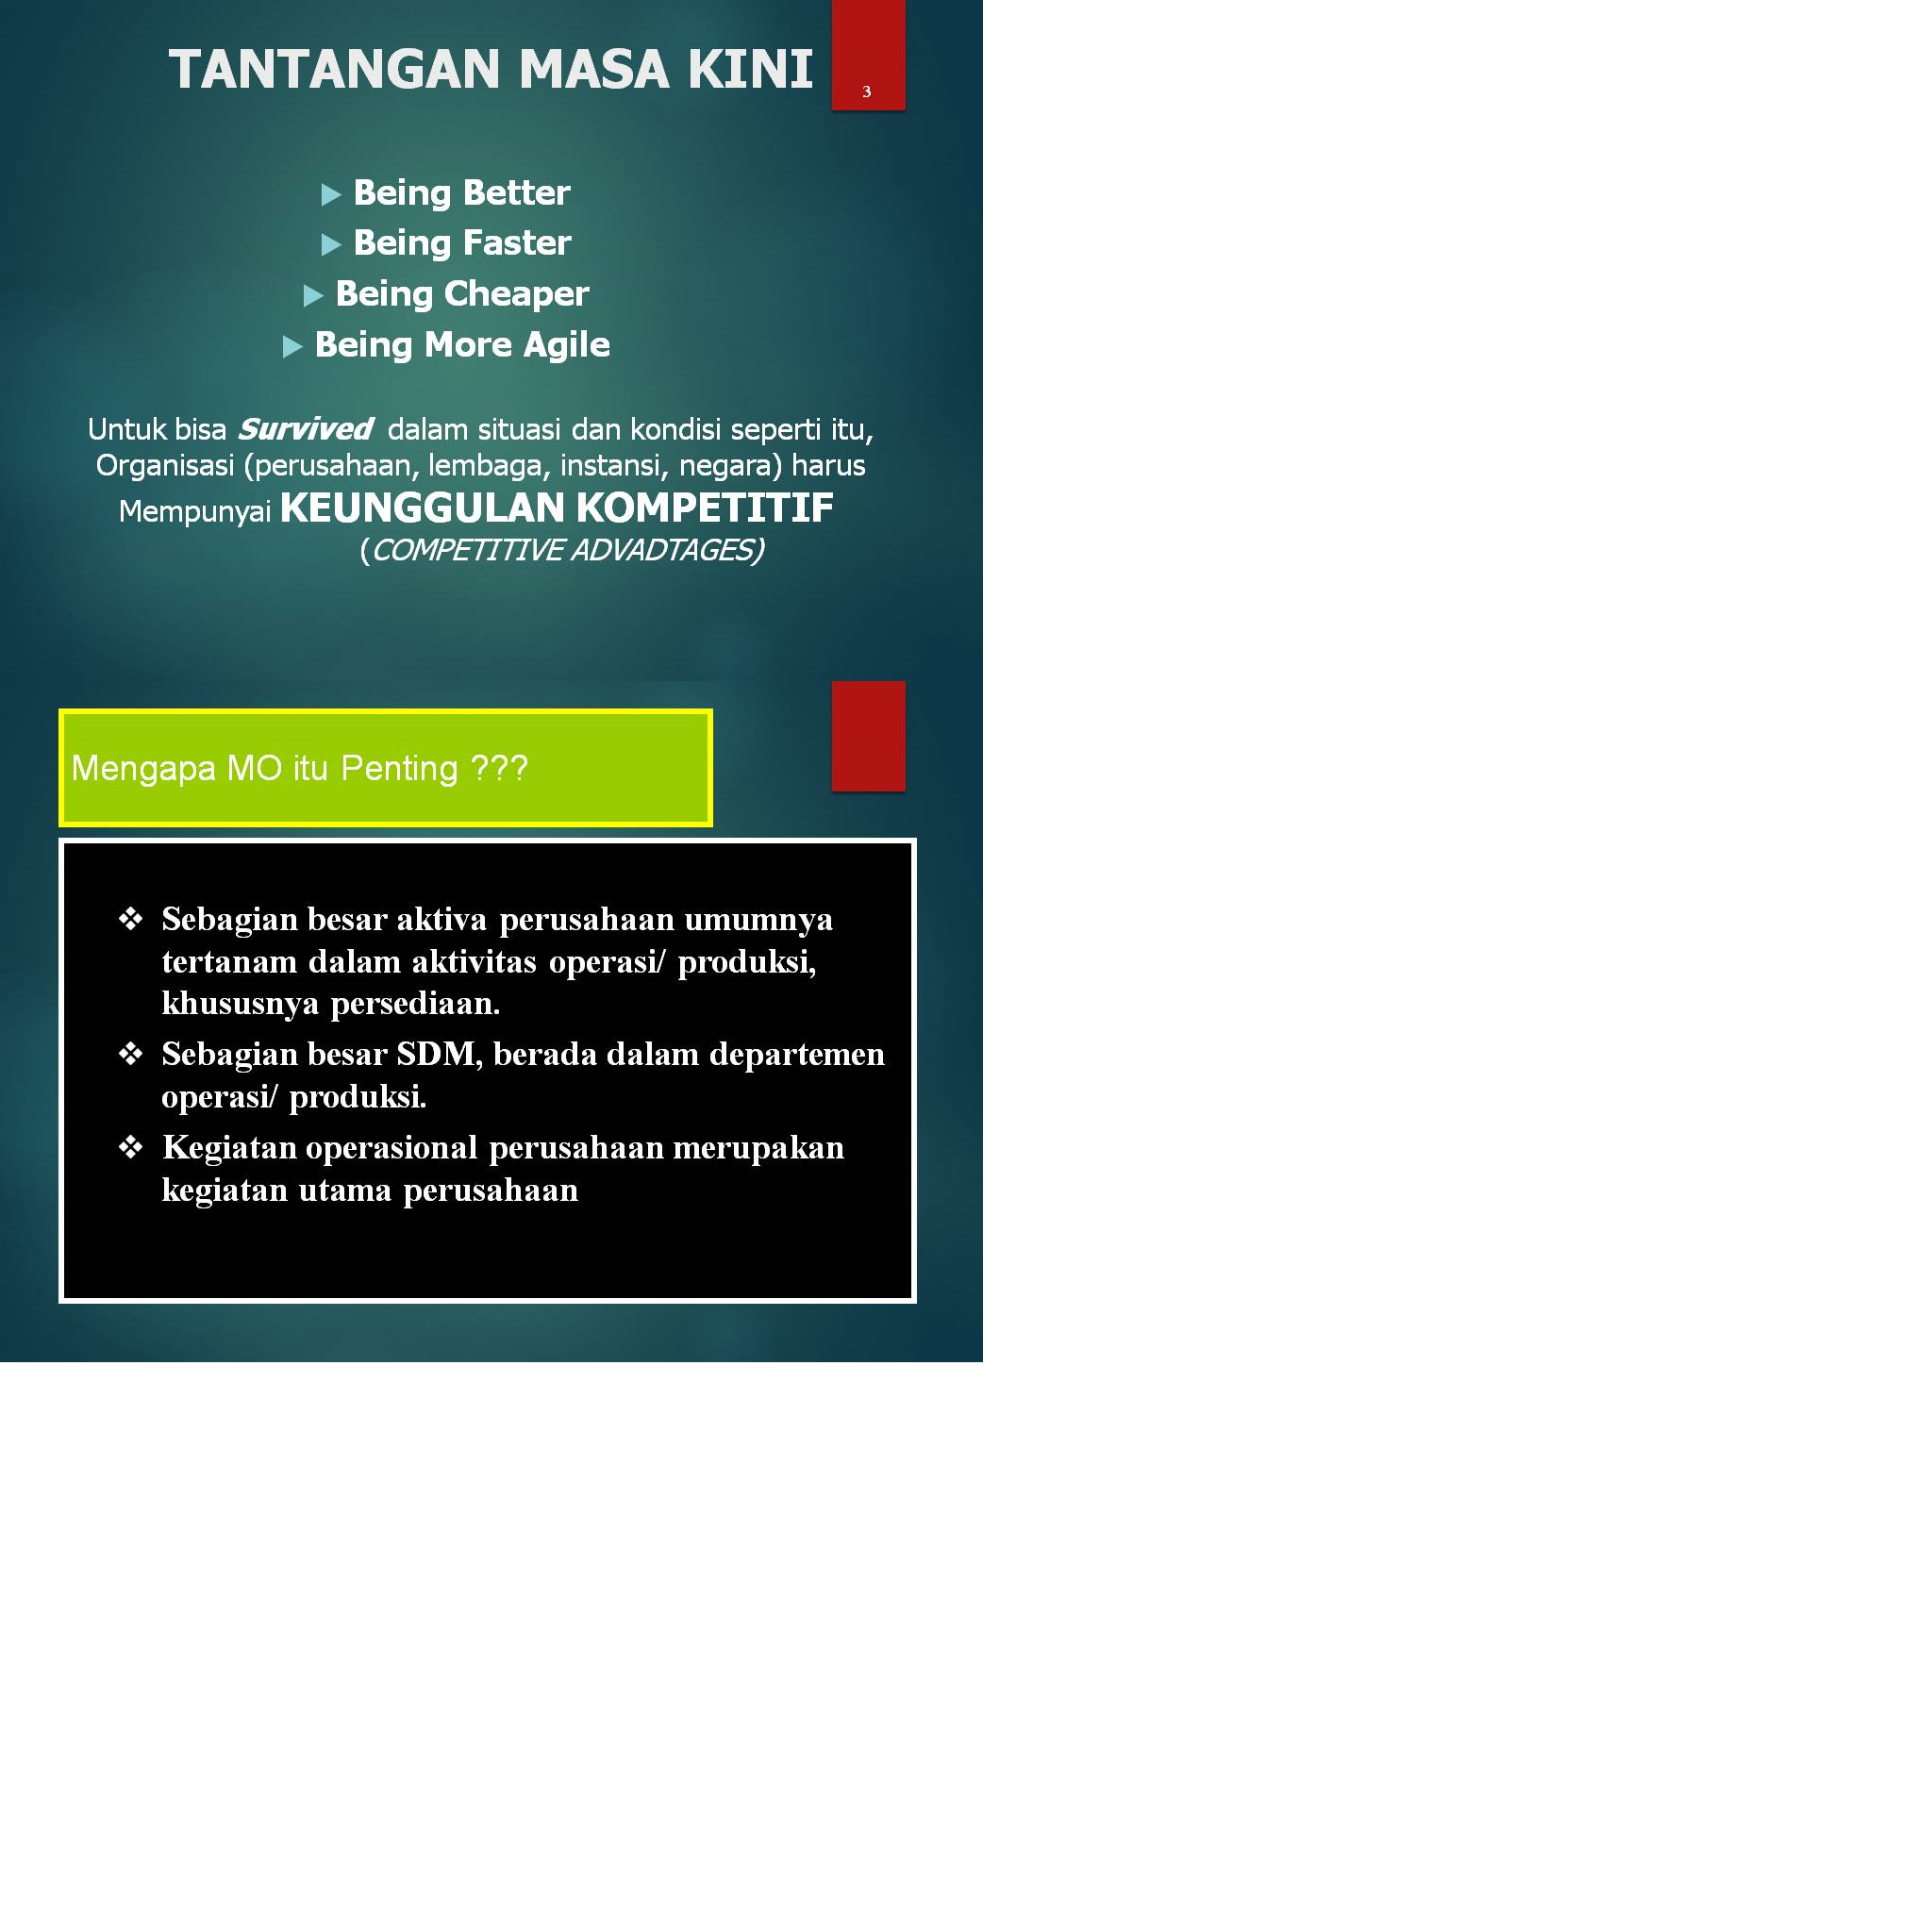 TANTANGAN MASA KINI
3
Being Better
Being Faster
Being Cheaper
Being More Agile
Untuk bisa Survived dalam situasi dan kondisi seperti itu,
Organisasi (perusahaan, lembaga, instansi, negara) harus
Mempunyai KEUNGGULAN KOMPETITIF
(COMPETITIVE ADVADTAGES)
Mengapa MO itu Penting ???
❖ Sebagian besar aktiva perusahaan umumnya
tertanam dalam aktivitas operasi/ produksi,
khususnya persediaan.
❖ Sebagian besar SDM, berada dalam departemen
operasi/ produksi.
❖ Kegiatan operasional perusahaan merupakan
kegiatan utama perusahaan